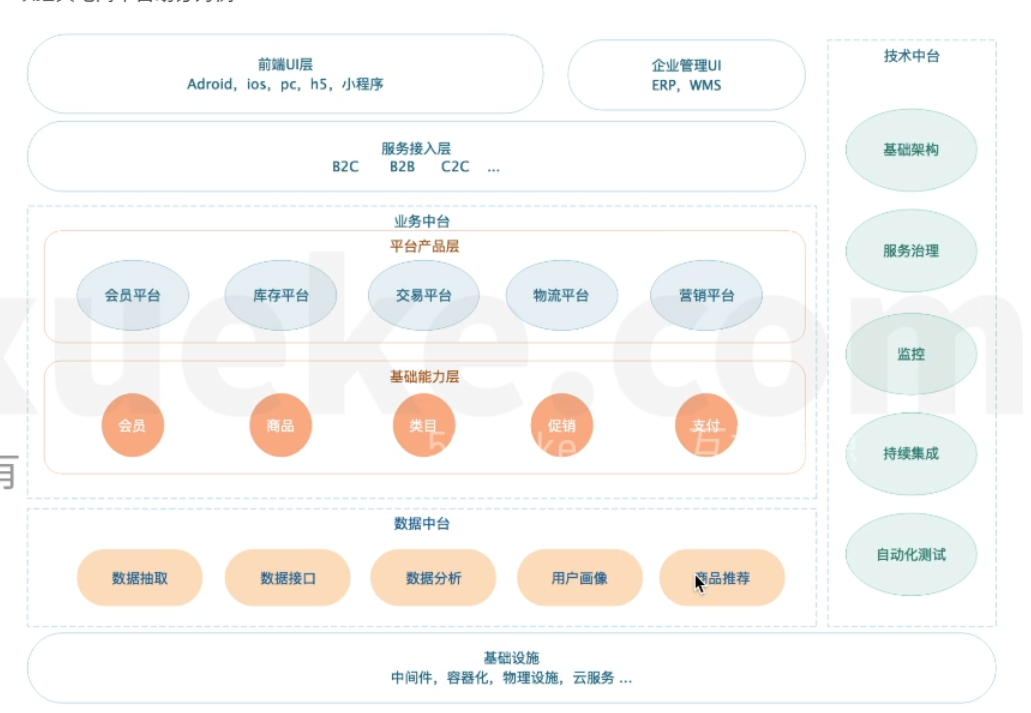 前端UI层
Adroid，ios，pc，h5，小程序
企业管理UI
ERP，WMS
服务接入层
B2C B2B C2C ...
业务中台
平台产品层
会员平台 库存平台 交易平台 物流平台 营销平台
基础能力层
会员 商品 类目 促销 支付
数据中台
数据抽取 数据接口 数据分析 用户画像 商品推荐
基础设施
中间件，容器化，物理设施，云服务 ...
技术中台
基础架构
服务治理
监控
持续集成
自动化测试
xueke.com